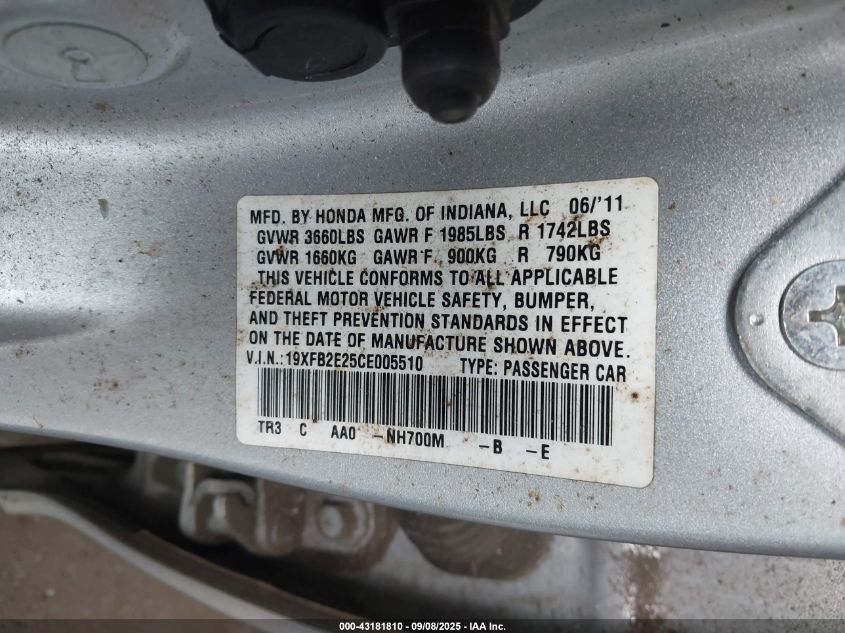 MFD. BY HONDA MFG. OF INDIANA, LLC 06/'11
GVWR 3660LBS GAWR F 1985LBS R 1742LBS
GVWR 1660KG GAWR F 900KG R 790KG
THIS VEHICLE CONFORMS TO ALL APPLICABLE
FEDERAL MOTOR VEHICLE SAFETY, BUMPER,
AND THEFT PREVENTION STANDARDS IN EFFECT
ON THE DATE OF MANUFACTURE SHOWN ABOVE.
V.I.N.:19XFB2E25CE005510 TYPE: PASSENGER CAR
TR3 C AA0 -NH700M -B -E
000-43181810 - 09/08/2025 - IAA Inc.